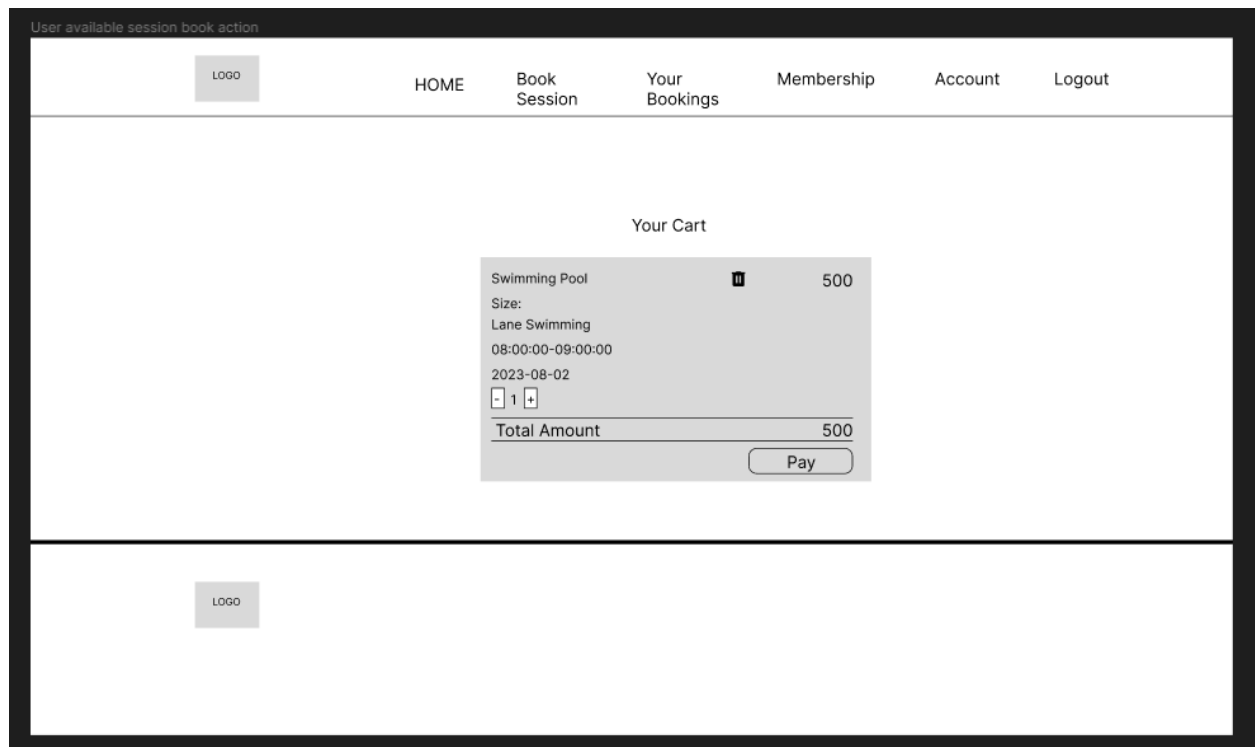 User available session book action
LOGO
HOME
Book
Session
Your
Bookings
Membership
Account
Logout
Your Cart
Swimming Pool 500
Size:
Lane Swimming
08:00:00-09:00:00
2023-08-02
- 1 +
Total Amount 500
Pay
LOGO